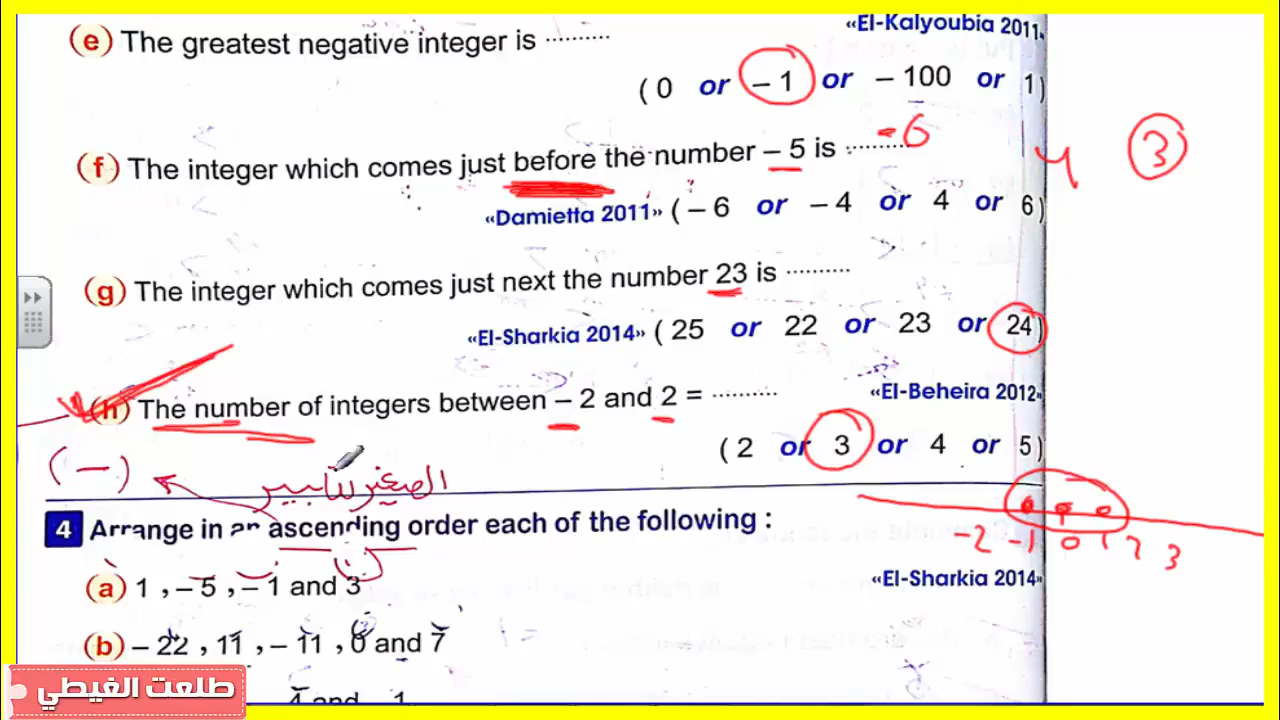 «El-Kalyoubia 2011»
(e) The greatest negative integer is ..........
( 0 or – 1 or – 100 or 1 )
(f) The integer which comes just before the number – 5 is .......... -6
3
«Damietta 2011» ( – 6 or – 4 or 4 or 6 )
(g) The integer which comes just next the number 23 is ..........
«El-Sharkia 2014» ( 25 or 22 or 23 or 24 )
(h) The number of integers between – 2 and 2 = .......... «El-Beheira 2012»
( 2 or 3 or 4 or 5 )
(–)
-2 -1 0 1 2 3
4 Arrange in an ascending order each of the following :
(a) 1 , – 5 , – 1 and 3 «El-Sharkia 2014»
(b) – 22 , 11 , – 11 , 0 and 7
طلعت الغيطي